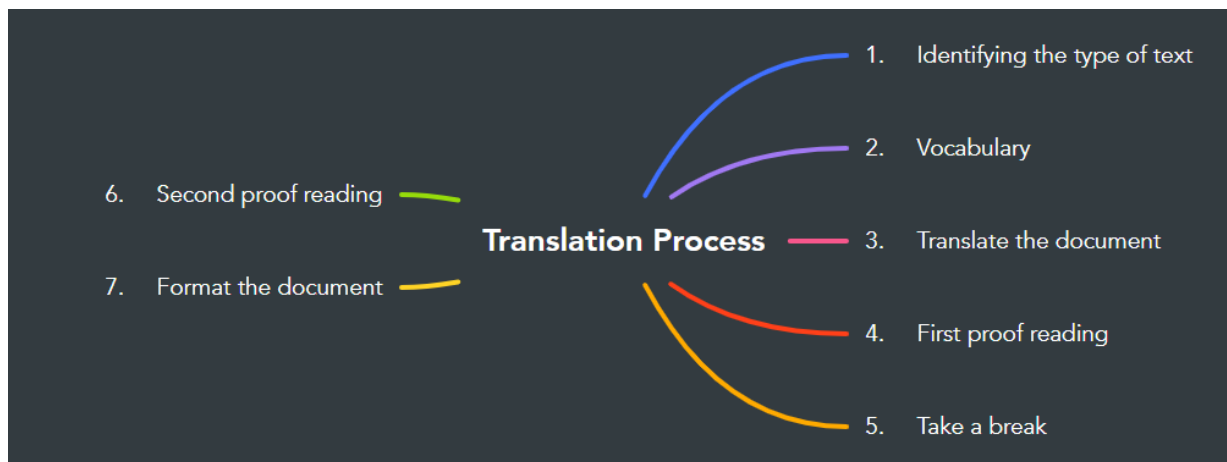 Translation Process
1. Identifying the type of text
2. Vocabulary
3. Translate the document
4. First proof reading
5. Take a break
6. Second proof reading
7. Format the document